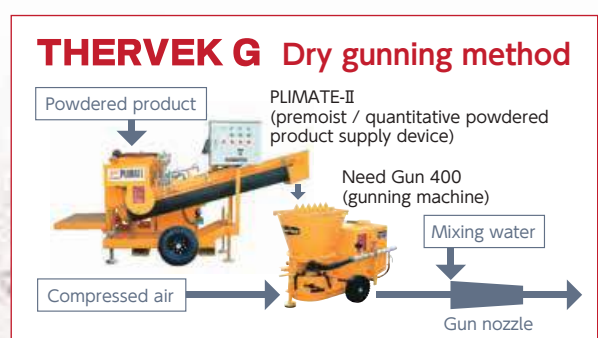 THERVEK G Dry gunning method
Powdered product
PLIMATE-Ⅱ
(premoist / quantitative powdered
product supply device)
PLIMATE
Need Gun 400
(gunning machine)
Mixing water
Compressed air
Gun nozzle